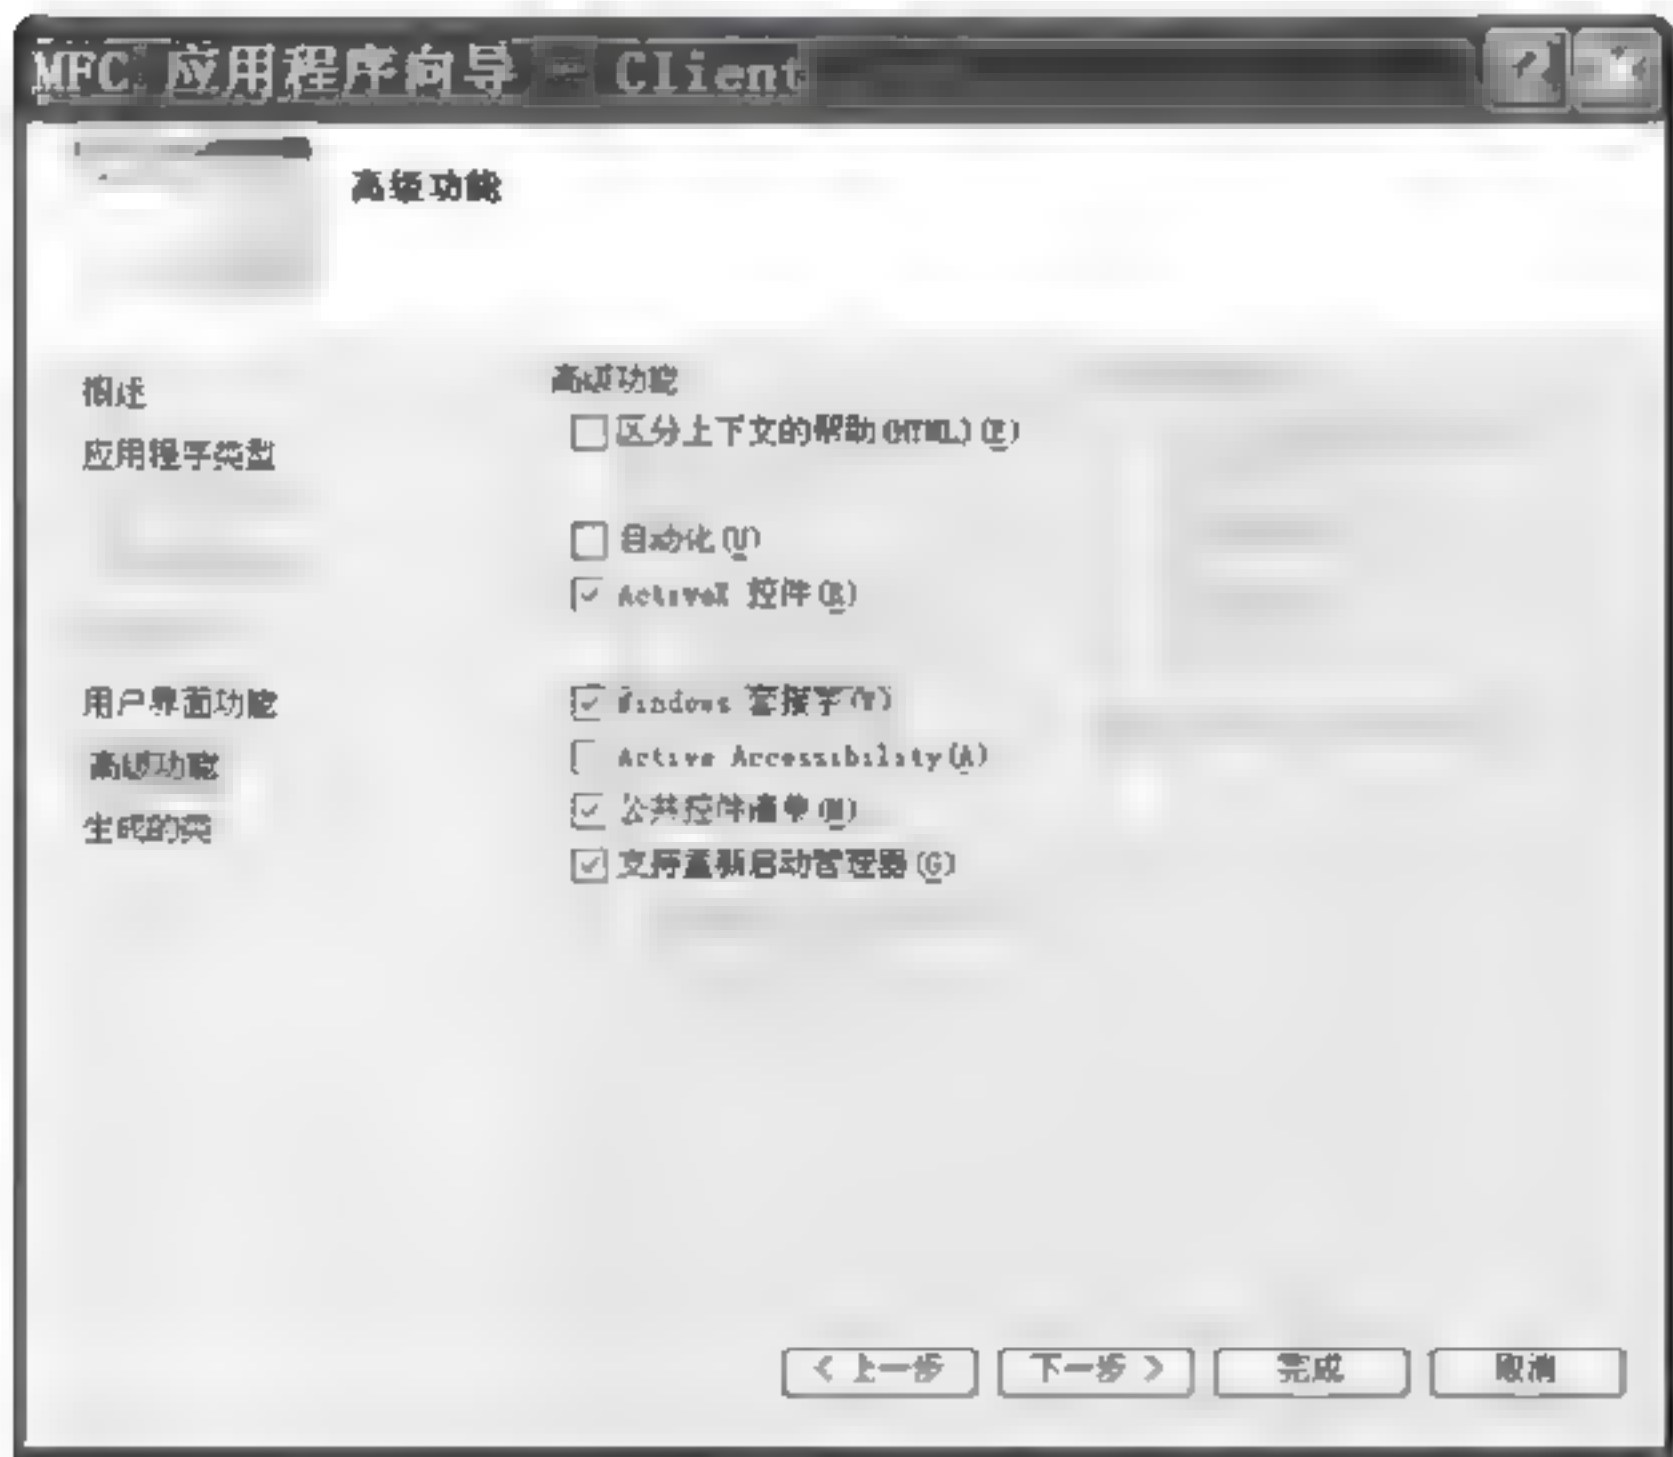 MFC 应用程序向导 - CIient
高级功能
概述
应用程序类型
用户界面功能
高级功能
生成的类
高级功能
区分上下文的帮助(HTML)(E)
自动化(U)
ActiveX 控件(R)
Windows 套接字(W)
Active Accessibility(A)
公共控件清单(M)
支持重新启动管理器(G)
< 上一步
下一步 >
完成
取消